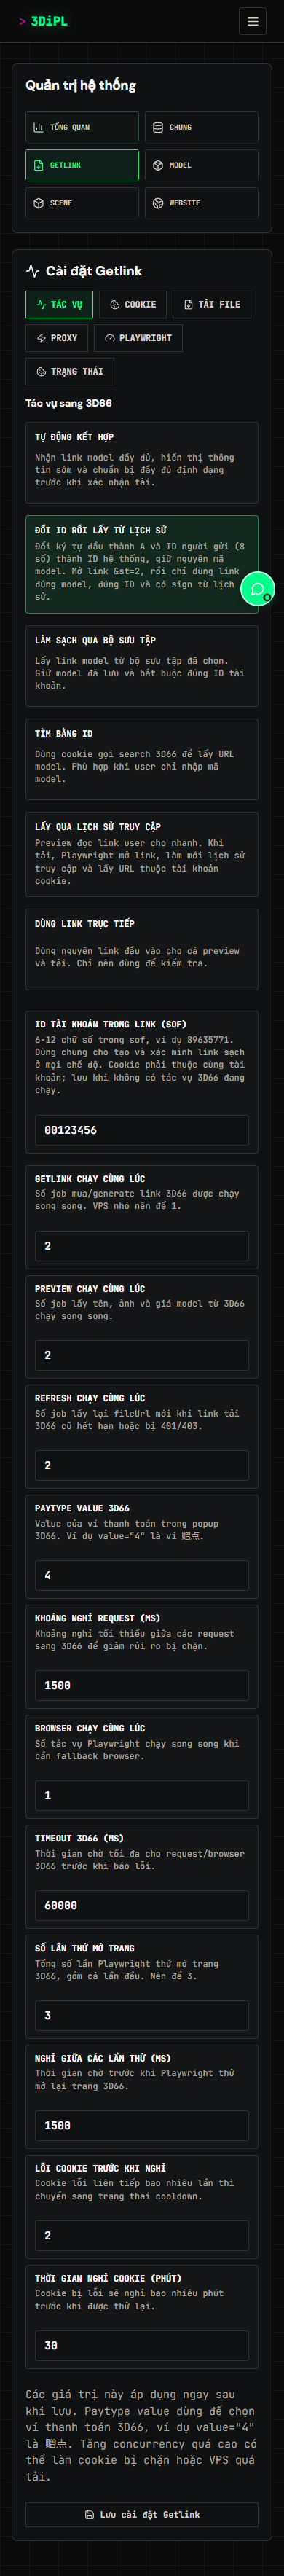 > 3DiPL
Quản trị hệ thống
TỔNG QUAN
CHUNG
GETLINK
MODEL
SCENE
WEBSITE
Cài đặt Getlink
TÁC VỤ
COOKIE
TẢI FILE
PROXY
PLAYWRIGHT
TRẠNG THÁI
Tác vụ sang 3D66
TỰ ĐỘNG KẾT HỢP
Nhận link model đầy đủ, hiển thị thông
tin sớm và chuẩn bị đầy đủ định dạng
trước khi xác nhận tải.
ĐỔI ID RỒI LẤY TỪ LỊCH SỬ
Đổi ký tự đầu thành A và ID người gửi (8
số) thành ID hệ thống, giữ nguyên mã
model. Mở link &st=2, rồi chỉ dùng link
đúng model, đúng ID và có sign từ lịch
sử.
LÀM SẠCH QUA BỘ SƯU TẬP
Lấy link model từ bộ sưu tập đã chọn.
Giữ model đã lưu và bắt buộc đúng ID tài
khoản.
TÌM BẰNG ID
Dùng cookie gọi search 3D66 để lấy URL
model. Phù hợp khi user chỉ nhập mã
model.
LẤY QUA LỊCH SỬ TRUY CẬP
Preview đọc link user cho nhanh. Khi
tải, Playwright mở link, làm mới lịch sử
truy cập và lấy URL thuộc tài khoản
cookie.
DÙNG LINK TRỰC TIẾP
Dùng nguyên link đầu vào cho cả preview
và tải. Chỉ nên dùng để kiểm tra.
ID TÀI KHOẢN TRONG LINK (SOF)
6-12 chữ số trong sof, ví dụ 89635771.
Dùng chung cho tạo và xác minh link sạch
ở mọi chế độ. Cookie phải thuộc cùng tài
khoản; lưu khi không có tác vụ 3D66 đang
chạy.
00123456
GETLINK CHẠY CÙNG LÚC
Số job mua/generate link 3D66 được chạy
song song. VPS nhỏ nên để 1.
2
PREVIEW CHẠY CÙNG LÚC
Số job lấy tên, ảnh và giá model từ 3D66
chạy song song.
2
REFRESH CHẠY CÙNG LÚC
Số job lấy lại fileUrl mới khi link tải
3D66 cũ hết hạn hoặc bị 401/403.
2
PAYTYPE VALUE 3D66
Value của ví thanh toán trong popup
3D66. Ví dụ value="4" là ví 赠点.
4
KHOẢNG NGHỈ REQUEST (MS)
Khoảng nghỉ tối thiểu giữa các request
sang 3D66 để giảm rủi ro bị chặn.
1500
BROWSER CHẠY CÙNG LÚC
Số tác vụ Playwright chạy song song khi
cần fallback browser.
1
TIMEOUT 3D66 (MS)
Thời gian chờ tối đa cho request/browser
3D66 trước khi báo lỗi.
60000
SỐ LẦN THỬ MỞ TRANG
Tổng số lần Playwright thử mở trang
3D66, gồm cả lần đầu. Nên để 3.
3
NGHỈ GIỮA CÁC LẦN THỬ (MS)
Thời gian chờ trước khi Playwright thử
mở lại trang 3D66.
1500
LỖI COOKIE TRƯỚC KHI NGHỈ
Cookie lỗi liên tiếp bao nhiêu lần thì
chuyển sang trạng thái cooldown.
2
THỜI GIAN NGHỈ COOKIE (PHÚT)
Cookie bị lỗi sẽ nghỉ bao nhiêu phút
trước khi được thử lại.
30
Các giá trị này áp dụng ngay sau
khi lưu. Paytype value dùng để chọn
ví thanh toán 3D66, ví dụ value="4"
là 赠点. Tăng concurrency quá cao có
thể làm cookie bị chặn hoặc VPS quá
tải.
Lưu cài đặt Getlink